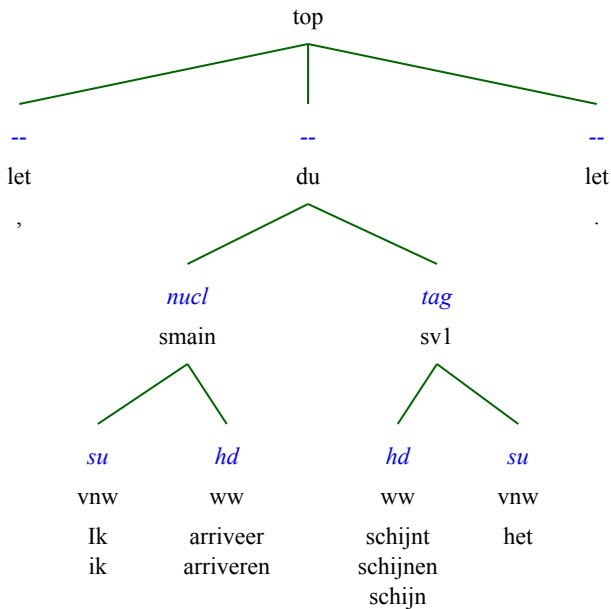 top
-- -- --
let du let
, .
nucl tag
smain sv1
su hd hd su
vnw ww ww vnw
Ik arriveer schijnt het
ik arriveren schijnen
schijn